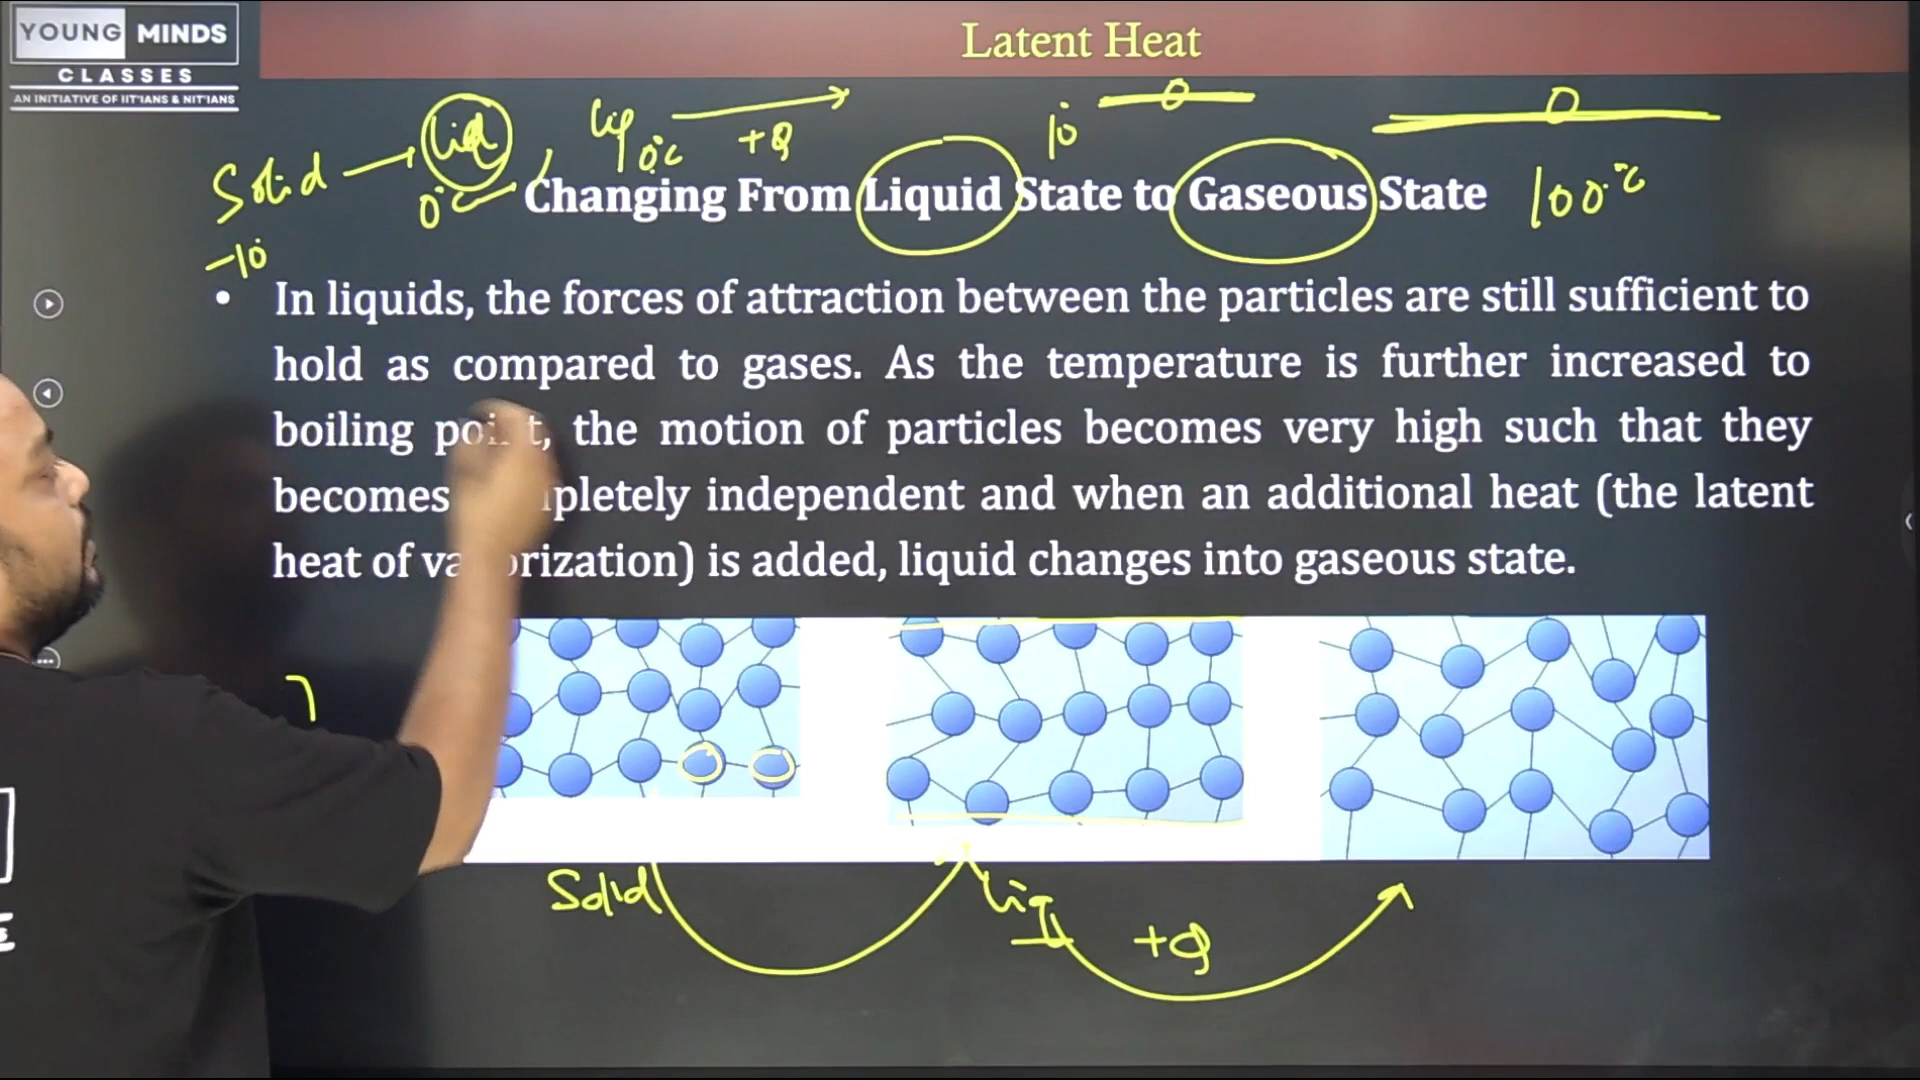 YOUNG MINDS
CLASSES
AN INITIATIVE OF IIT'IANS & NIT'IANS
Latent Heat
Solid → liq
0°C
-10°
liq 0°C
+Q
10°
100°C
Changing From Liquid State to Gaseous State
• In liquids, the forces of attraction between the particles are still sufficient to
hold as compared to gases. As the temperature is further increased to
boiling point, the motion of particles becomes very high such that they
becomes pletely independent and when an additional heat (the latent
heat of va orization) is added, liquid changes into gaseous state.
Solid
liq
+Q